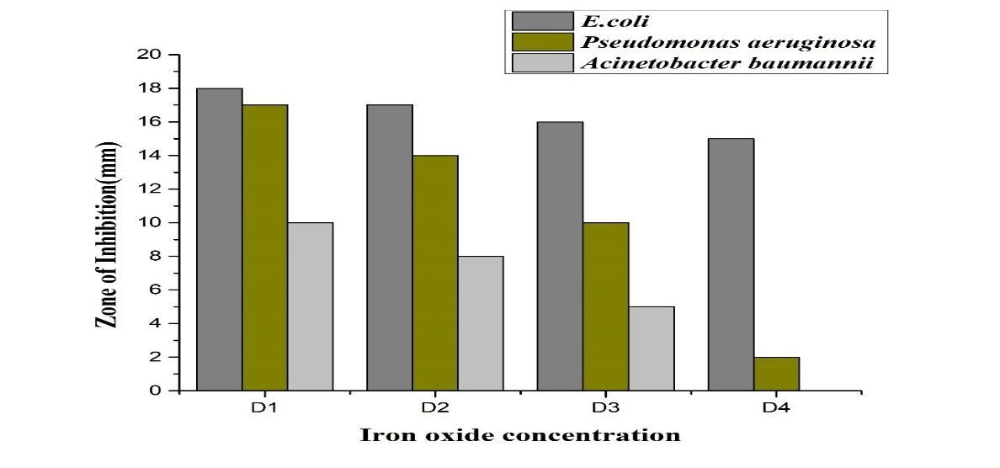 E.coli
Pseudomonas aeruginosa
Acinetobacter baumannii
20
18
16
14
12
10
8
6
4
2
0
Zone of Inhibition(mm)
D1 D2 D3 D4
Iron oxide concentration